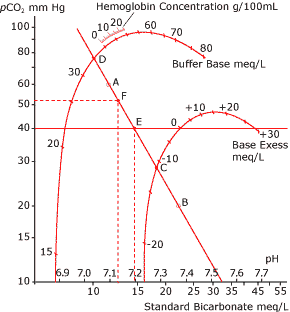 pCO2 mm Hg
Hemoglobin Concentration g/100mL
0 10 20
100
90
80
70
60
50
40
30
20
10
60
70
80
Buffer Base meq/L
30
20
15
D
A
F
E
C
B
-20
-10
0
+10
+20
+30
Base Exess
meq/L
pH
6.9 7.0 7.1 7.2 7.3 7.4 7.5 7.6 7.7
10 15 20 25 30 35 45 55
Standard Bicarbonate meq/L